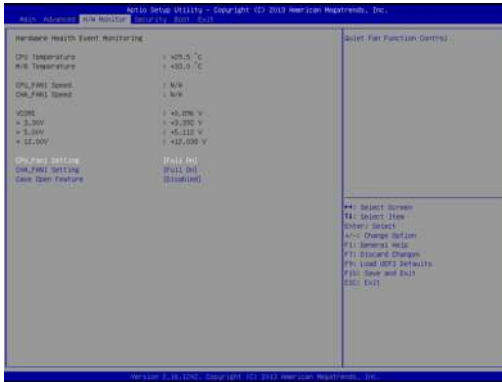 Aptio Setup Utility - Copyright (C) 2013 American Megatrends, Inc.
Main Advanced H/W Monitor Security Boot Exit
Hardware Health Event Monitoring
Quiet Fan Function Control
CPU Temperature : +25.5 °C
M/B Temperature
CPU_FAN1 Speed : N/A
CHA_FAN1 Speed : N/A
VCORE
+ 3.30V
+ 5.00V : +5.112 V
+ 12.00V
CPU_Fan1 Setting [Full On]
CHA_FAN1 Setting [Full On]
Case Open Feature [Disabled]
: Select Screen
: Select Item
Enter: Select
+/-: Change Option
F1: General Help
F7: Discard Changes
F9: Load UEFI Defaults
F10: Save and Exit
ESC: Exit
Version 2.16.1242. Copyright (C) 2013 American Megatrends, Inc.